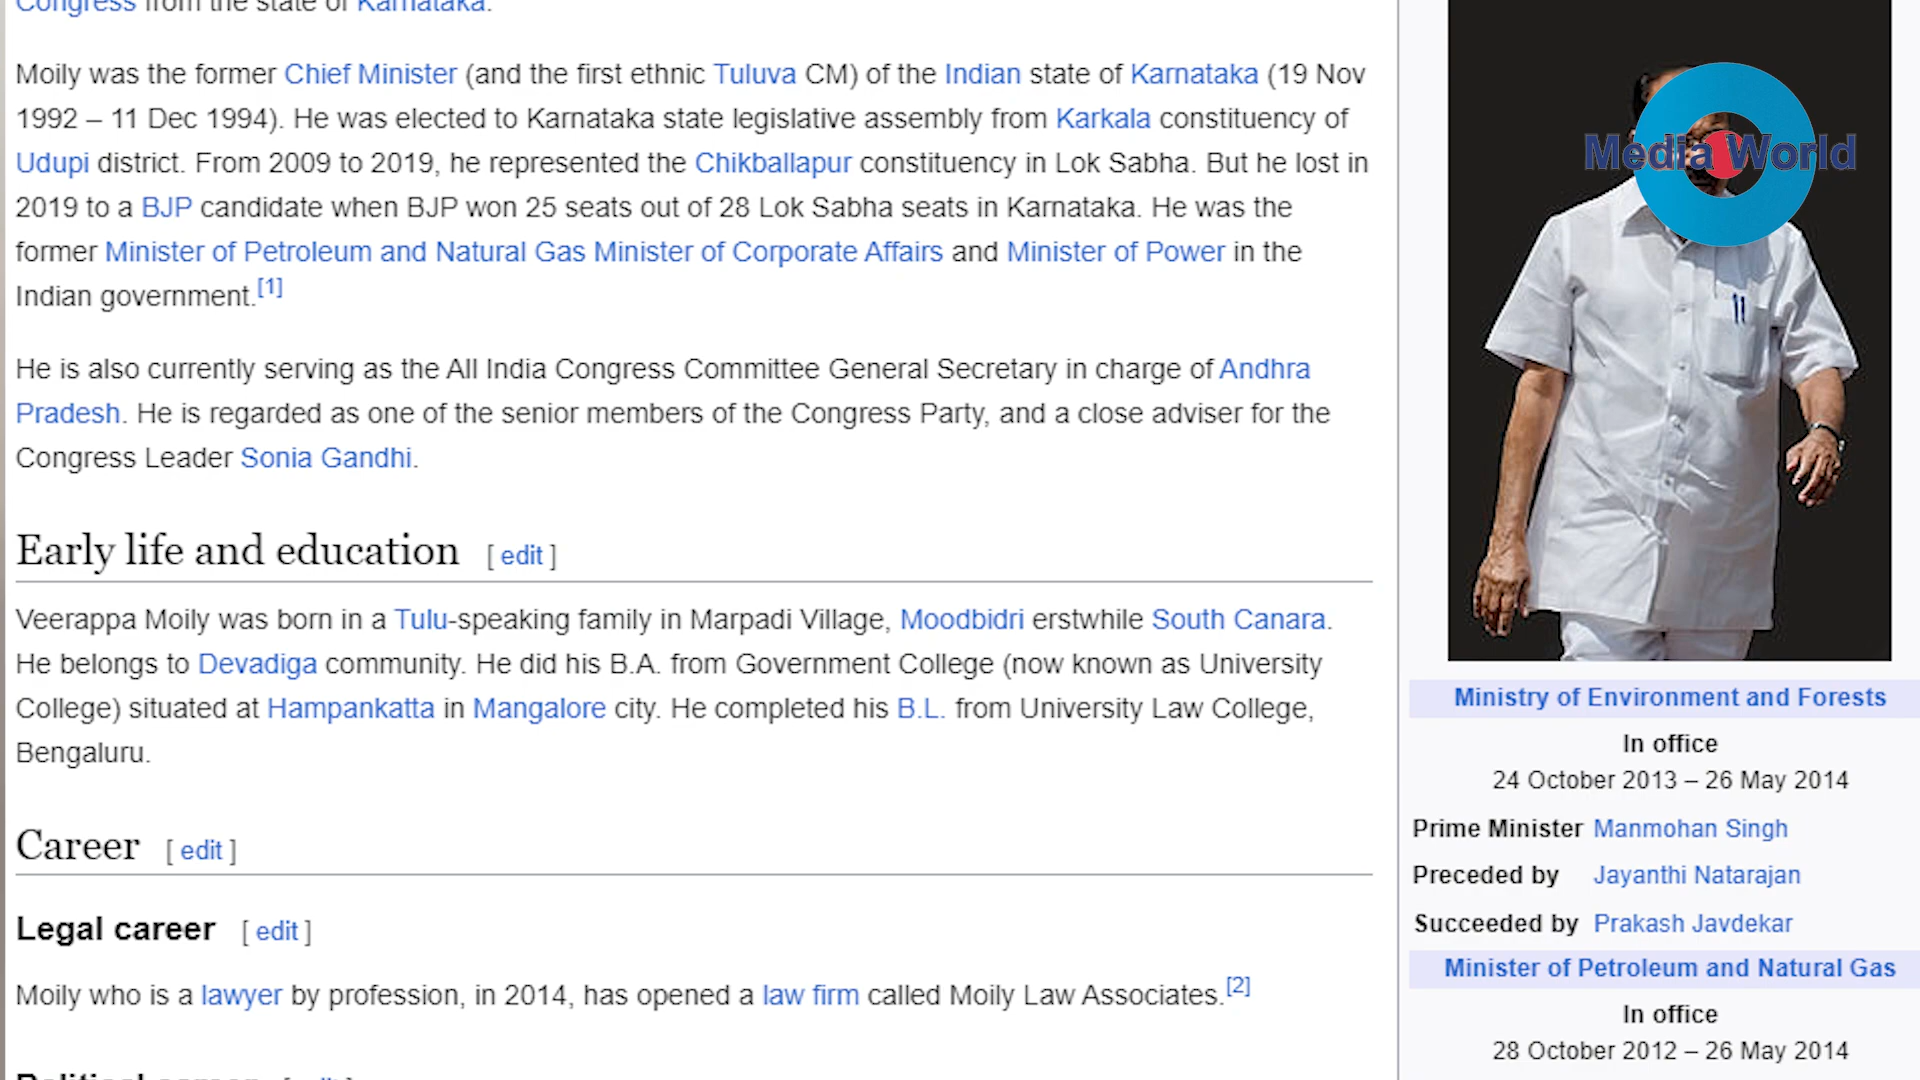 Congress from the state of Karnataka.
Moily was the former Chief Minister (and the first ethnic Tuluva CM) of the Indian state of Karnataka (19 Nov
1992 – 11 Dec 1994). He was elected to Karnataka state legislative assembly from Karkala constituency of
Udupi district. From 2009 to 2019, he represented the Chikballapur constituency in Lok Sabha. But he lost in
2019 to a BJP candidate when BJP won 25 seats out of 28 Lok Sabha seats in Karnataka. He was the
former Minister of Petroleum and Natural Gas Minister of Corporate Affairs and Minister of Power in the
Indian government.[1]
He is also currently serving as the All India Congress Committee General Secretary in charge of Andhra
Pradesh. He is regarded as one of the senior members of the Congress Party, and a close adviser for the
Congress Leader Sonia Gandhi.
Early life and education [ edit ]
Veerappa Moily was born in a Tulu-speaking family in Marpadi Village, Moodbidri erstwhile South Canara.
He belongs to Devadiga community. He did his B.A. from Government College (now known as University
College) situated at Hampankatta in Mangalore city. He completed his B.L. from University Law College,
Bengaluru.
Career [ edit ]
Legal career [ edit ]
Moily who is a lawyer by profession, in 2014, has opened a law firm called Moily Law Associates.[2]
Political career [ edit ]
Media World
Ministry of Environment and Forests
In office
24 October 2013 – 26 May 2014
Prime Minister Manmohan Singh
Preceded by Jayanthi Natarajan
Succeeded by Prakash Javdekar
Minister of Petroleum and Natural Gas
In office
28 October 2012 – 26 May 2014